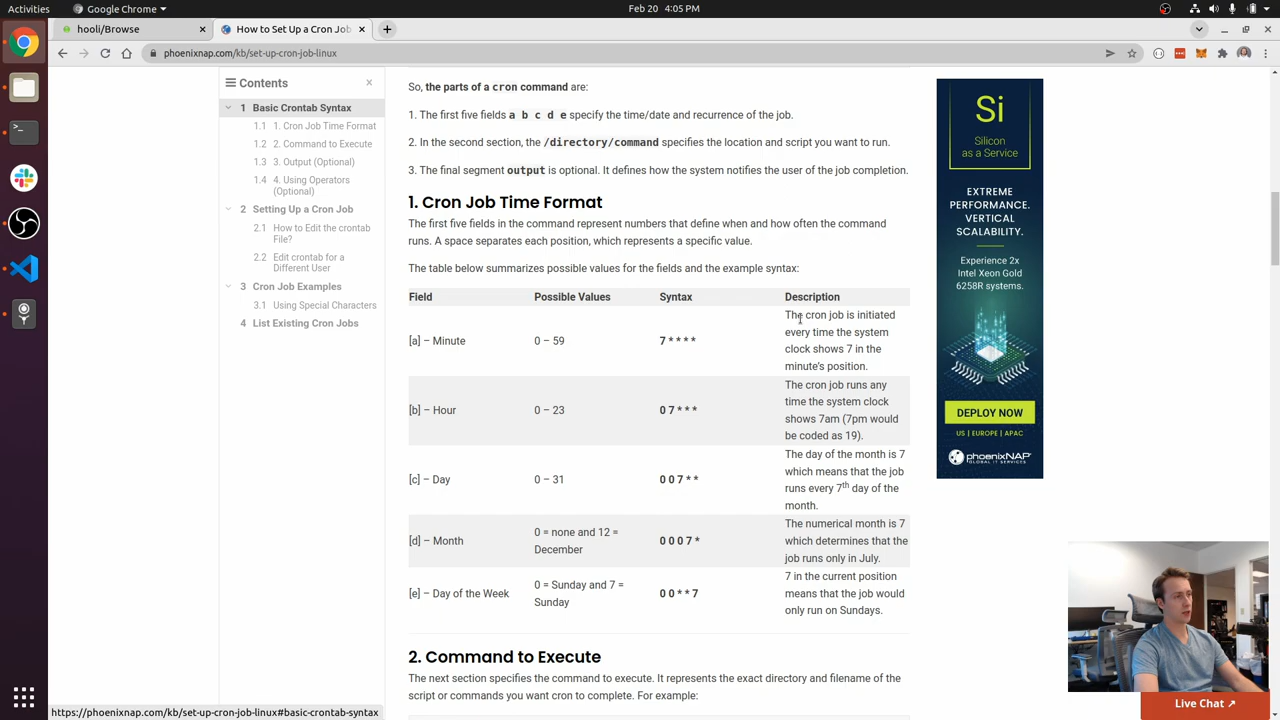 Activities
Google Chrome
Feb 20 4:05 PM
hooli/Browse
How to Set Up a Cron Job
phoenixnap.com/kb/set-up-cron-job-linux
Contents
1 Basic Crontab Syntax
1.1 1. Cron Job Time Format
1.2 2. Command to Execute
1.3 3. Output (Optional)
1.4 4. Using Operators
(Optional)
2 Setting Up a Cron Job
2.1 How to Edit the crontab
File?
2.2 Edit crontab for a
Different User
3 Cron Job Examples
3.1 Using Special Characters
4 List Existing Cron Jobs
So, the parts of a cron command are:
1. The first five fields a b c d e specify the time/date and recurrence of the job.
2. In the second section, the /directory/command specifies the location and script you want to run.
3. The final segment output is optional. It defines how the system notifies the user of the job completion.
1. Cron Job Time Format
The first five fields in the command represent numbers that define when and how often the command
runs. A space separates each position, which represents a specific value.
The table below summarizes possible values for the fields and the example syntax:
Field Possible Values Syntax Description
[a] – Minute 0 – 59 7 * * * * The cron job is initiated
every time the system
clock shows 7 in the
minute's position.
[b] – Hour 0 – 23 0 7 * * * The cron job runs any
time the system clock
shows 7am (7pm would
be coded as 19).
[c] – Day 0 – 31 0 0 7 * * The day of the month is 7
which means that the job
runs every 7th day of the
month.
[d] – Month 0 = none and 12 =
December 0 0 0 7 * The numerical month is 7
which determines that the
job runs only in July.
[e] – Day of the Week 0 = Sunday and 7 =
Sunday 0 0 * * 7 7 in the current position
means that the job would
only run on Sundays.
2. Command to Execute
The next section specifies the command to execute. It represents the exact directory and filename of the
script or commands you want cron to complete. For example:
Si
Silicon
as a Service
EXTREME
PERFORMANCE.
VERTICAL
SCALABILITY.
Experience 2x
Intel Xeon Gold
6258R systems.
DEPLOY NOW
US | EUROPE | APAC
phoenixNAP
GLOBAL IT SERVICES
Live Chat ↗
https://phoenixnap.com/kb/set-up-cron-job-linux#basic-crontab-syntax